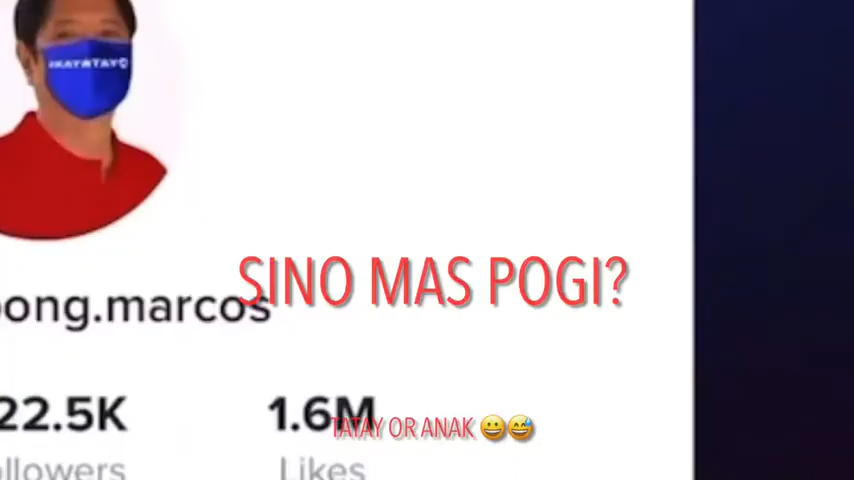 #KAYATAYO
SINO MAS POGI?
ong.marcos
22.5K
1.6M
TATAY OR ANAK 😀😅
ollowers
Likes